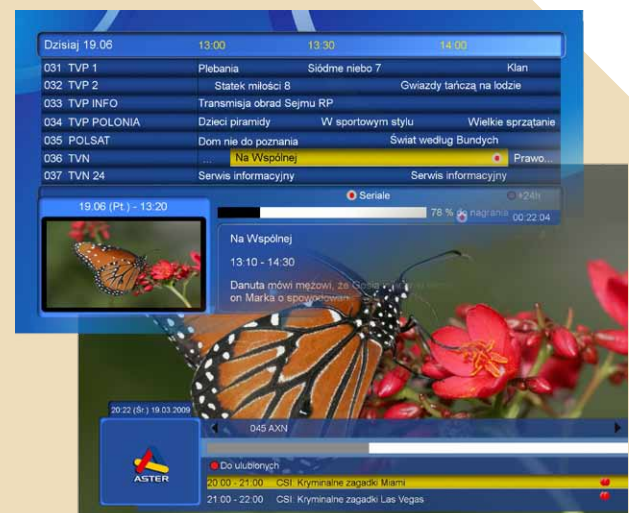 Dzisiaj 19.06 13:00 13:30 14:00
031 TVP 1 Plebania Siódme niebo 7 Klan
032 TVP 2 Statek miłości 8 Gwiazdy tańczą na lodzie
033 TVP INFO Transmisja obrad Sejmu RP
034 TVP POLONIA Dzieci piramidy W sportowym stylu Wielkie sprzątanie
035 POLSAT Dom nie do poznania Świat według Bundych
036 TVN ... Na Wspólnej Prawo...
037 TVN 24 Serwis informacyjny Serwis informacyjny
Seriale +24h
19.06 (Pt.) - 13:20 78 % do nagrania 00:22:04
Na Wspólnej
13:10 - 14:30
Danuta mówi mężowi, że Gosia
on Marka o spowodowan
20:22 (Śr.) 19.03.2009
045 AXN
Do ulubionych
ASTER
20:00 - 21:00 CSI: Kryminalne zagadki Miami
21:00 - 22:00 CSI: Kryminalne zagadki Las Vegas